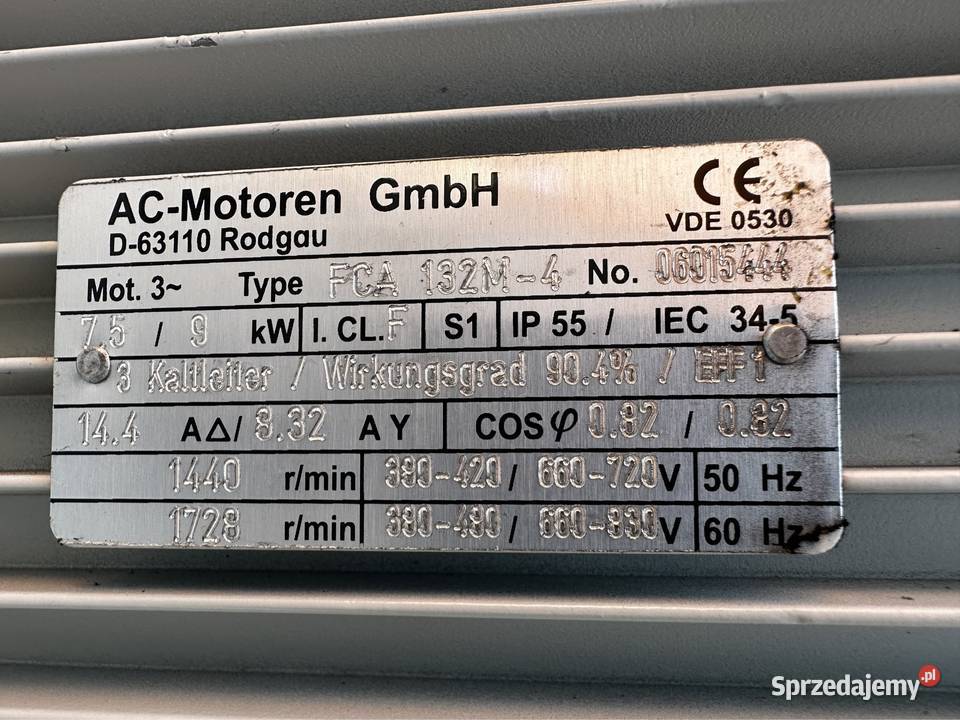 AC-Motoren GmbH CE
D-63110 Rodgau VDE 0530
Mot. 3~ Type FCA 132M-4 No. 06015444
7,5 / 9 kW I. CL. F S1 IP 55 / IEC 34-5
3 Kaltleiter / Wirkungsgrad 90.4% / EFF1
14.4 A△/ 8.32 A Y COS φ 0.82 / 0.82
1440 r/min 380-420 / 660-720 V 50 Hz
1728 r/min 380-480 / 660-830 V 60 Hz
Sprzedajemy.pl